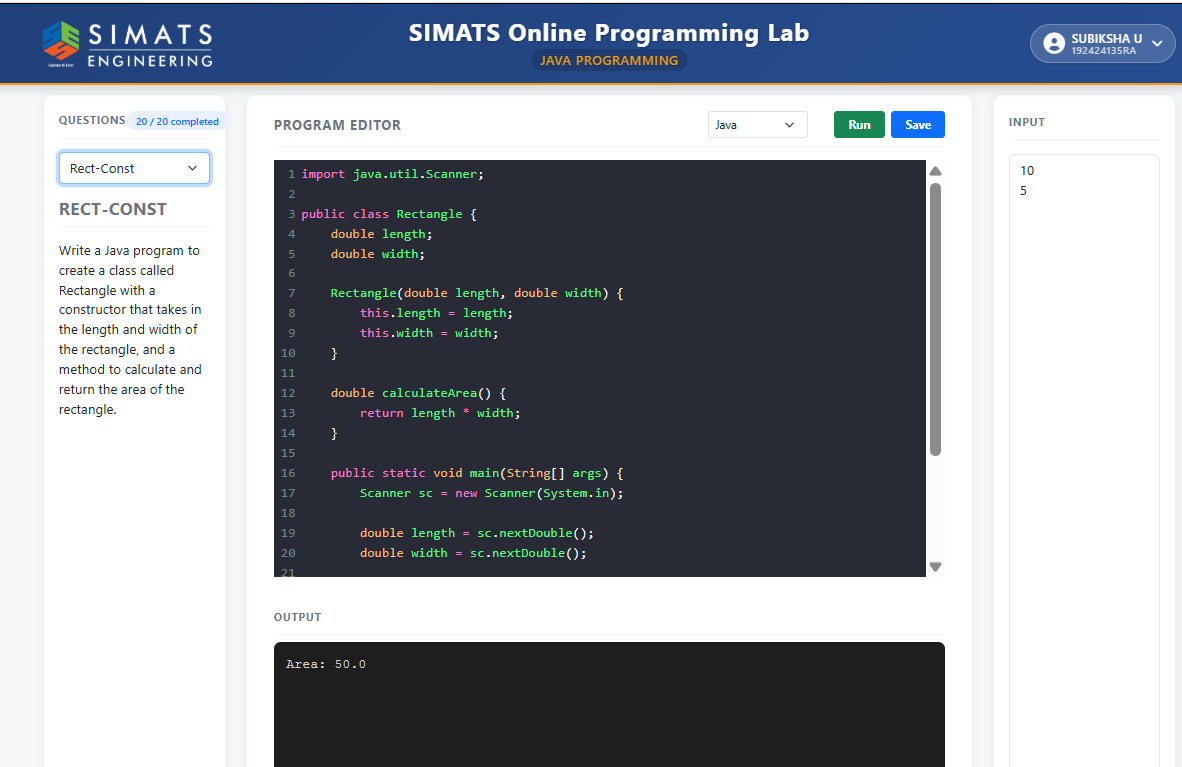 SIMATS
ENGINEERING
SIMATS Online Programming Lab
JAVA PROGRAMMING
SUBIKSHA U
192424135RA
QUESTIONS
20 / 20 completed
Rect-Const
RECT-CONST
Write a Java program to
create a class called
Rectangle with a
constructor that takes in
the length and width of
the rectangle, and a
method to calculate and
return the area of the
rectangle.
PROGRAM EDITOR
Java
Run
Save
1 import java.util.Scanner;
2
3 public class Rectangle {
4     double length;
5     double width;
6
7     Rectangle(double length, double width) {
8         this.length = length;
9         this.width = width;
10     }
11
12     double calculateArea() {
13         return length * width;
14     }
15
16     public static void main(String[] args) {
17         Scanner sc = new Scanner(System.in);
18
19         double length = sc.nextDouble();
20         double width = sc.nextDouble();
21
OUTPUT
Area: 50.0
INPUT
10
5